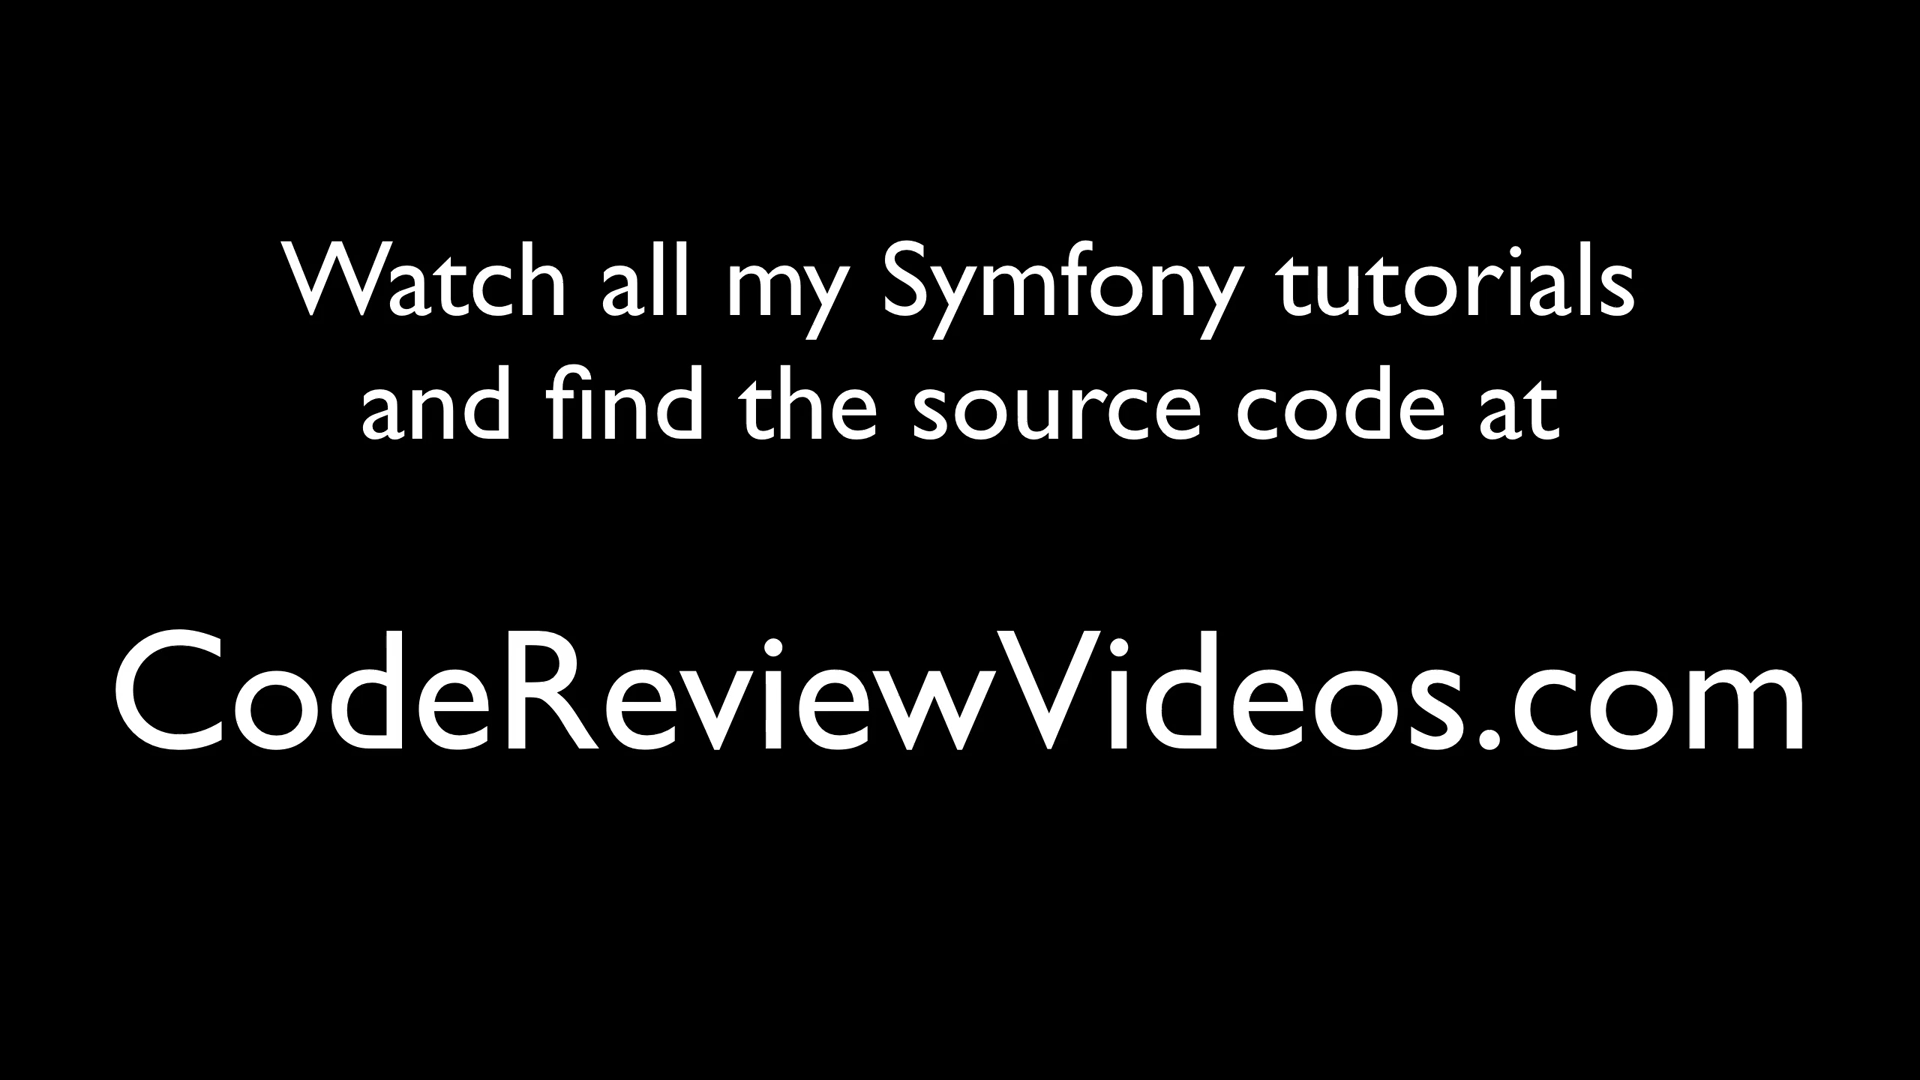 Watch all my Symfony tutorials
and find the source code at
CodeReviewVideos.com